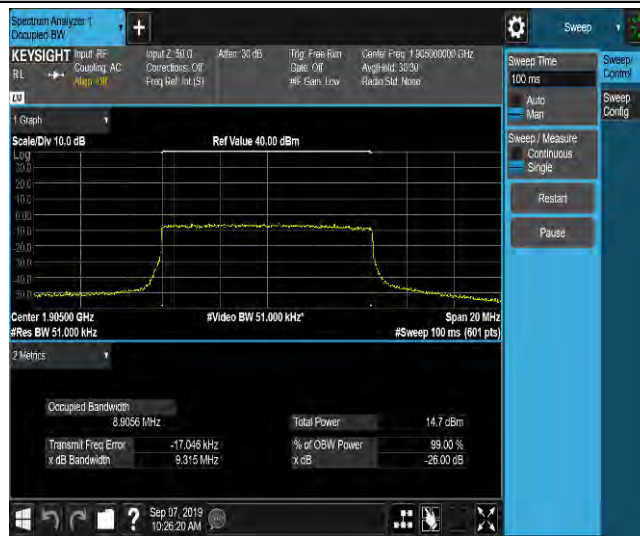 Spectrum Analyzer 1
Occupied BW
+
KEYSIGHT Input: RF
RL
Coupling: AC
Align: Off
Input Z: 50 Ω
Corrections: Off
Freq Ref: Int (S)
Atten: 30 dB
Trig: Free Run
Gate: Off
#IF Gain: Low
Center Freq: 1.905000000 GHz
Avg|Hold: 30/30
Radio Std: None
1 Graph
Scale/Div 10.0 dB
Ref Value 40.00 dBm
Log
30.0
20.0
10.0
0.00
-10.0
-20.0
-30.0
-40.0
-50.0
Center 1.90500 GHz
#Video BW 51.000 kHz*
Span 20 MHz
#Res BW 51.000 kHz
#Sweep 100 ms (601 pts)
2 Metrics
Occupied Bandwidth
8.9056 MHz
Total Power
14.7 dBm
Transmit Freq Error
-17.046 kHz
% of OBW Power
99.00 %
x dB Bandwidth
9.315 MHz
x dB
-26.00 dB
?
Sep 07, 2019
10:26:20 AM
Sweep
Sweep Time
100 ms
Auto
Man
Sweep / Measure
Continuous
Single
Restart
Pause
Sweep/
Control
Sweep
Config